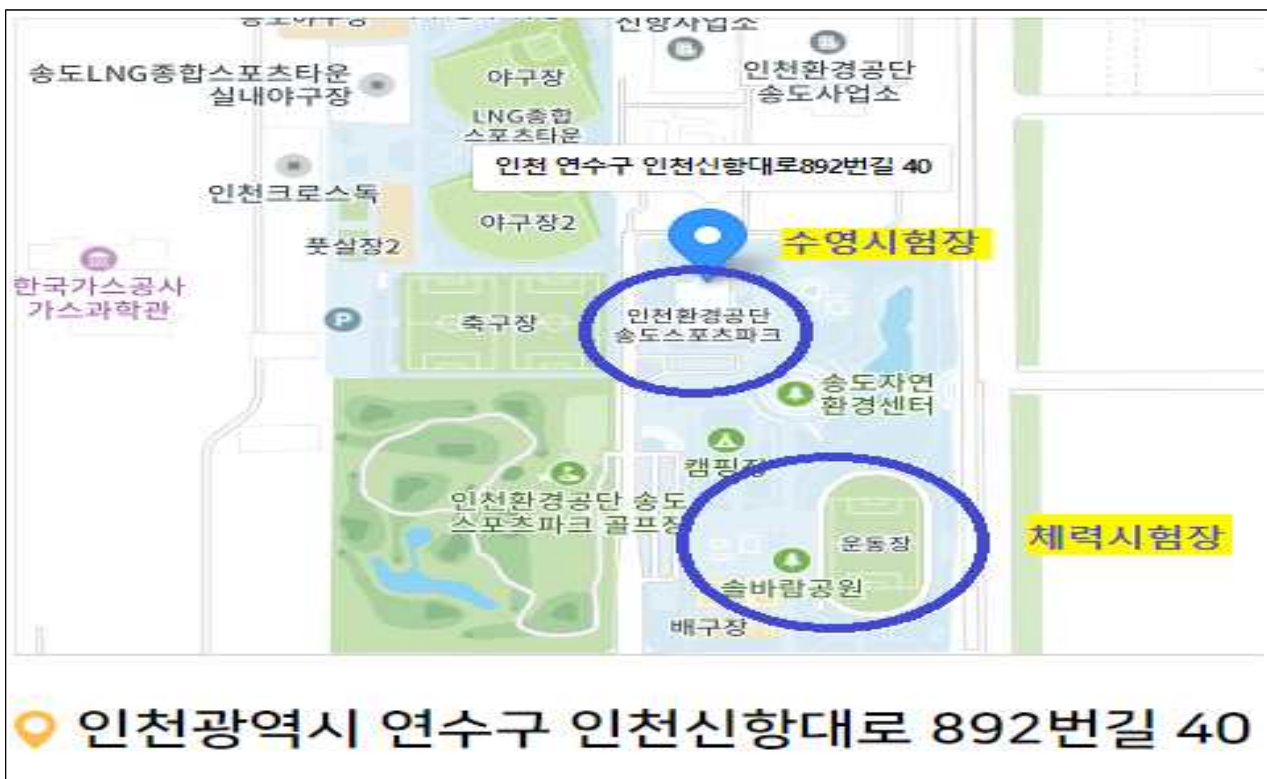 신항사업소
송도LNG종합스포츠타운
실내야구장
야구장
인천환경공단
송도사업소
LNG종합
스포츠타운
인천 연수구 인천신항대로892번길 40
인천크로스독
야구장2
풋살장2
수영시험장
한국가스공사
가스과학관
P
축구장
인천환경공단
송도스포츠파크
송도자연
환경센터
캠핑장
인천환경공단 송도
스포츠파크 골프장
운동장
체력시험장
솔바람공원
배구장
인천광역시 연수구 인천신항대로 892번길 40